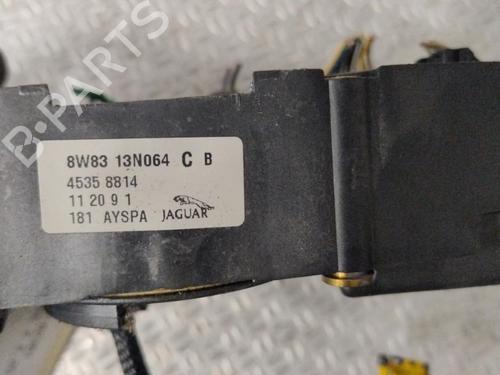 B-PARTS
8W83 13N064 C B
4535 8814
11 20 9 1
181 AYSPA JAGUAR